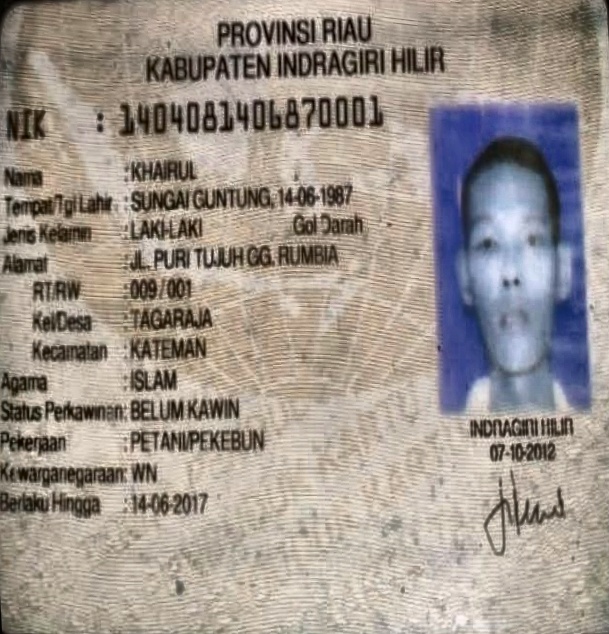 PROVINSI RIAU
KABUPATEN INDRAGIRI HILIR
NIK : 1404081406870001
Nama : KHAIRUL
Tempat/Tgl Lahir : SUNGAI GUNTUNG, 14-06-1987
Jenis Kelamin : LAKI-LAKI Gol Darah
Alamat : JL. PURI TUJUH GG. RUMBIA
RT/RW : 009 / 001
Kel/Desa : TAGARAJA
Kecamatan : KATEMAN
Agama : ISLAM
Status Perkawinan: BELUM KAWIN
Pekerjaan : PETANI/PEKEBUN
Kewarganegaraan: WN
Berlaku Hingga : 14-06-2017
INDRAGIRI HILIR
07-10-2012